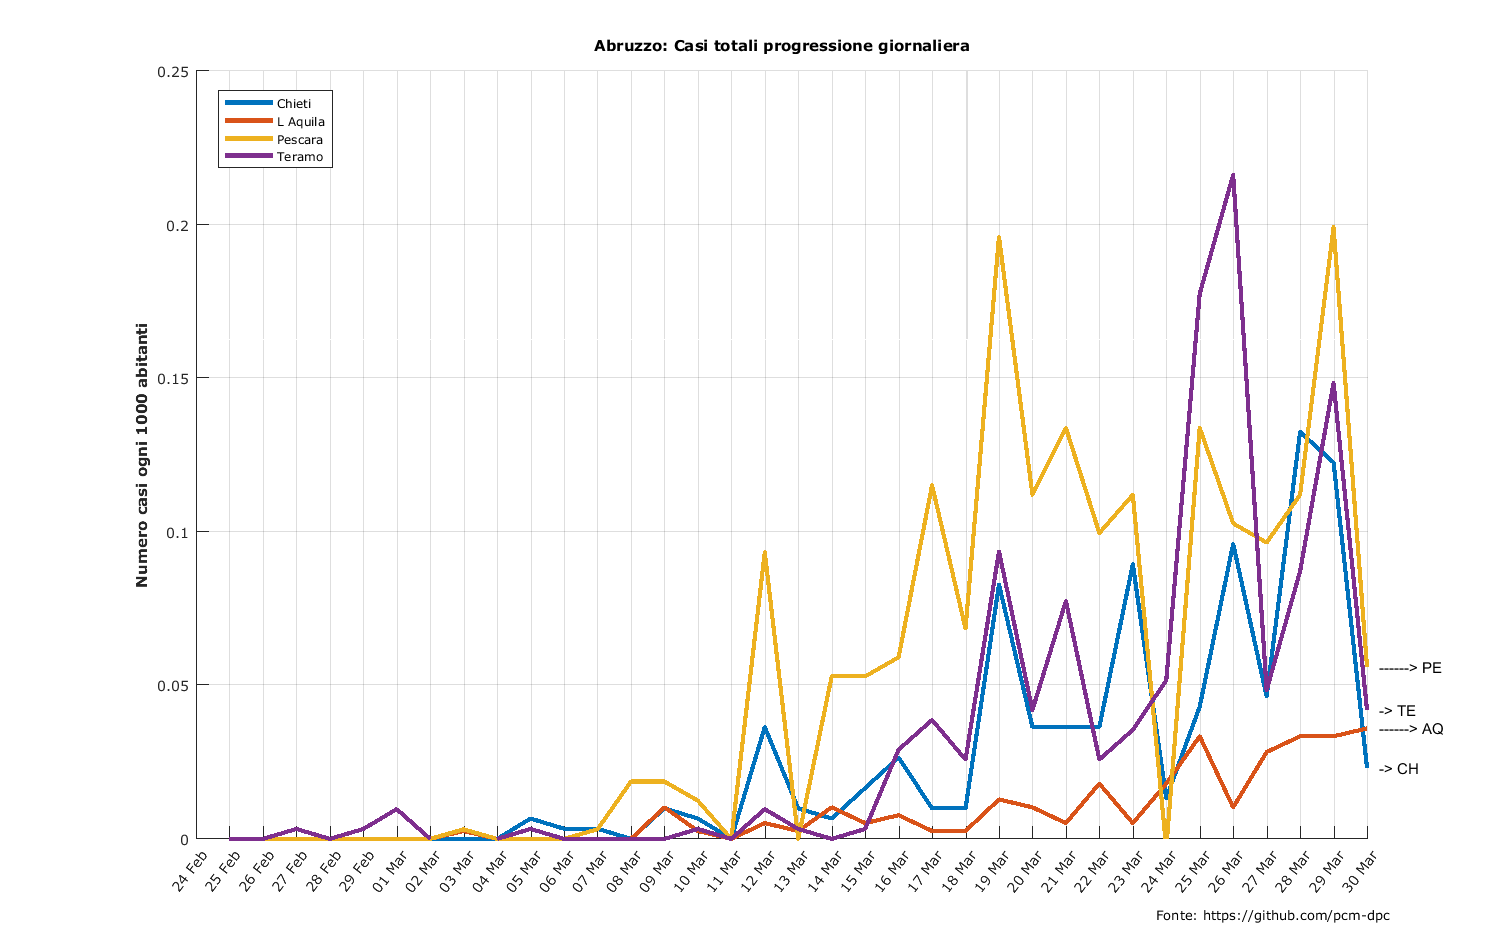 Abruzzo: Casi totali progressione giornaliera
0.25
0.2
0.15
0.1
0.05
0
Numero casi ogni 1000 abitanti
Chieti
L Aquila
Pescara
Teramo
------> PE
-> TE
------> AQ
-> CH
24 Feb
25 Feb
26 Feb
27 Feb
28 Feb
29 Feb
01 Mar
02 Mar
03 Mar
04 Mar
05 Mar
06 Mar
07 Mar
08 Mar
09 Mar
10 Mar
11 Mar
12 Mar
13 Mar
14 Mar
15 Mar
16 Mar
17 Mar
18 Mar
19 Mar
20 Mar
21 Mar
22 Mar
23 Mar
24 Mar
25 Mar
26 Mar
27 Mar
28 Mar
29 Mar
30 Mar
Fonte: https://github.com/pcm-dpc